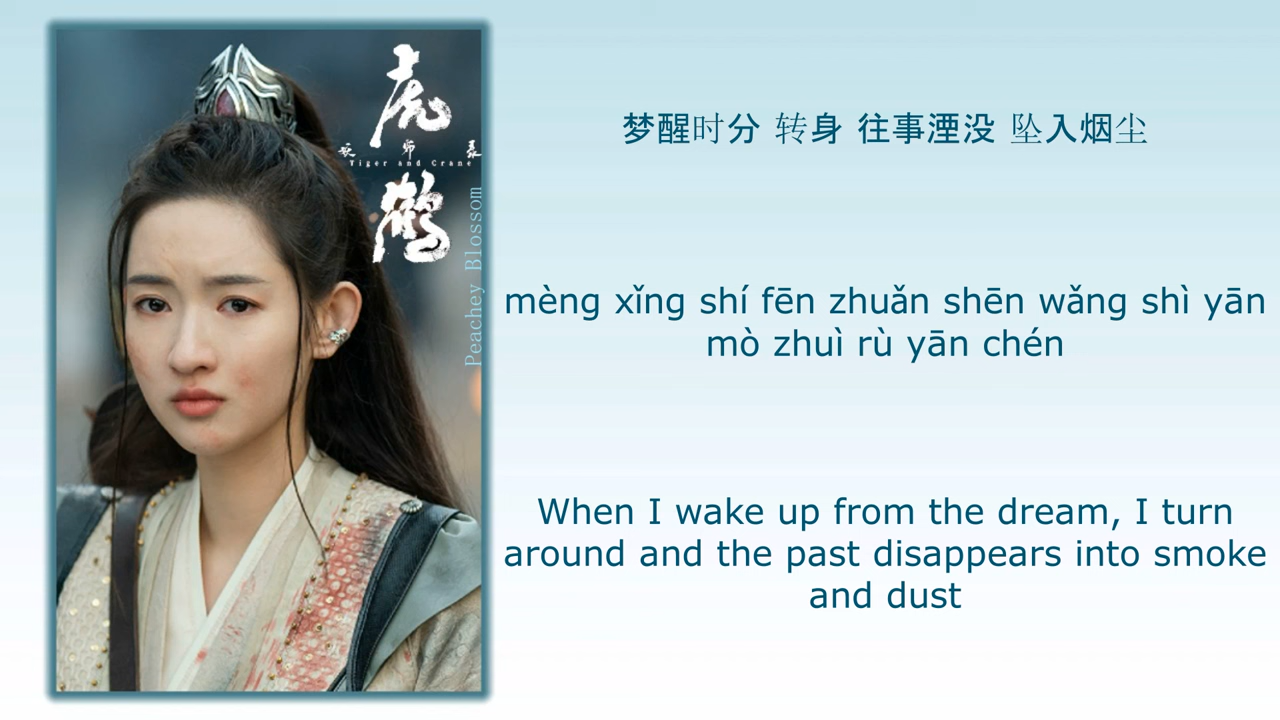 虎
妖 师 录
Tiger and Crane
鹤
Peachey Blossom
梦醒时分 转身 往事湮没 坠入烟尘
mèng xǐng shí fēn zhuǎn shēn wǎng shì yān
mò zhuì rù yān chén
When I wake up from the dream, I turn
around and the past disappears into smoke
and dust